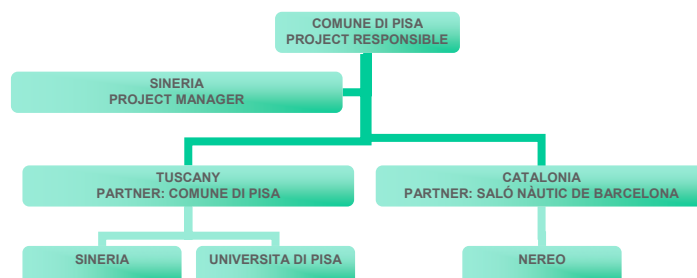 COMUNE DI PISA
PROJECT RESPONSIBLE
SINERIA
PROJECT MANAGER
TUSCANY
PARTNER: COMUNE DI PISA
CATALONIA
PARTNER: SALÓ NÀUTIC DE BARCELONA
SINERIA
UNIVERSITA DI PISA
NEREO